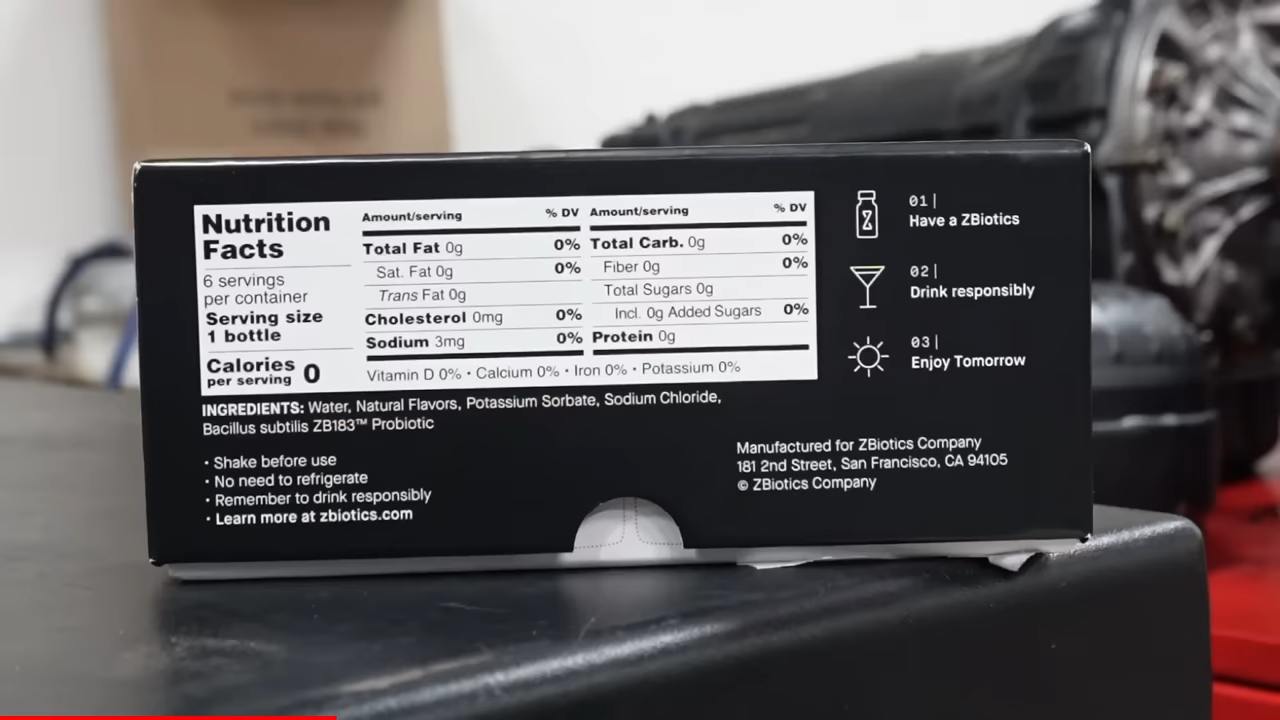 Nutrition
Facts
6 servings
per container
Serving size
1 bottle
Calories
per serving 0
Amount/serving % DV
Total Fat 0g 0%
Sat. Fat 0g 0%
Trans Fat 0g
Cholesterol 0mg 0%
Sodium 3mg 0%
Amount/serving % DV
Total Carb. 0g 0%
Fiber 0g 0%
Total Sugars 0g
Incl. 0g Added Sugars 0%
Protein 0g
Vitamin D 0% • Calcium 0% • Iron 0% • Potassium 0%
INGREDIENTS: Water, Natural Flavors, Potassium Sorbate, Sodium Chloride,
Bacillus subtilis ZB183™ Probiotic
• Shake before use
• No need to refrigerate
• Remember to drink responsibly
• Learn more at zbiotics.com
01|
Have a ZBiotics
02|
Drink responsibly
03|
Enjoy Tomorrow
Manufactured for ZBiotics Company
181 2nd Street, San Francisco, CA 94105
© ZBiotics Company